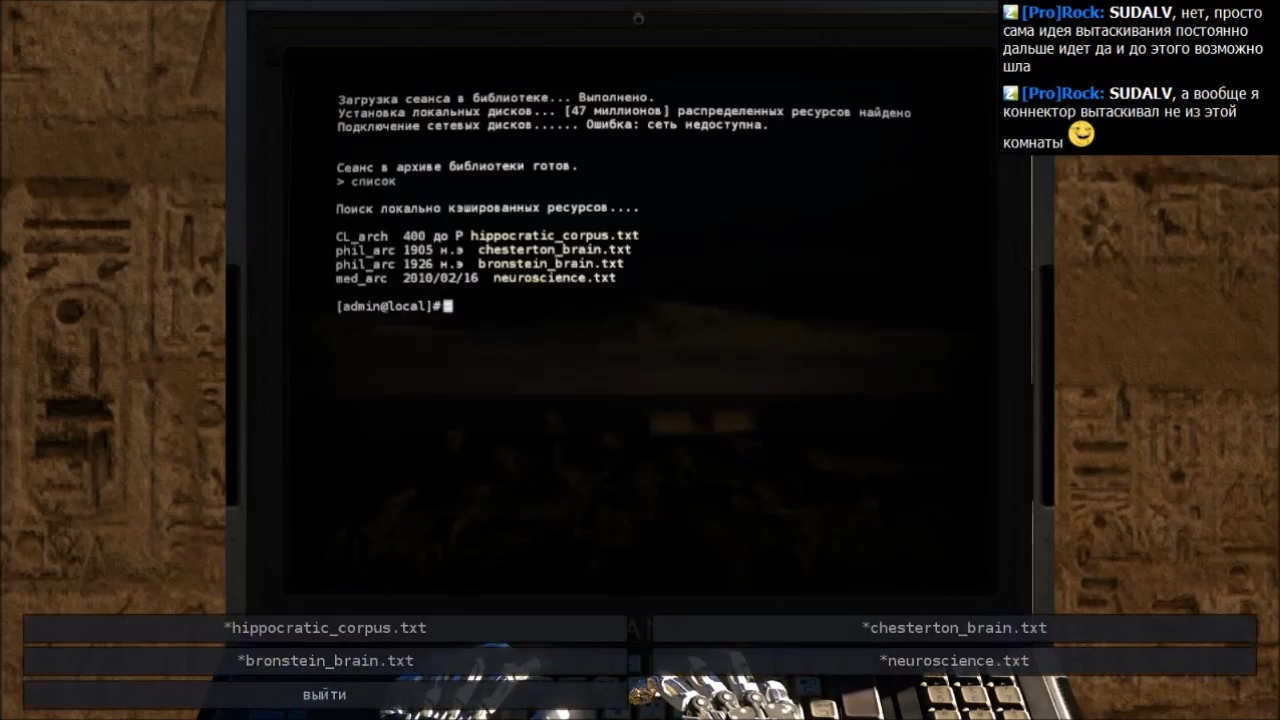 [Pro]Rock: SUDALV, нет, просто
сама идея вытаскивания постоянно
дальше идет да и до этого возможно
шла
[Pro]Rock: SUDALV, а вообще я
коннектор вытаскивал не из этой
комнаты
Загрузка сеанса в библиотеке... Выполнено.
Установка локальных дисков... [47 миллионов] распределенных ресурсов найдено
Подключение сетевых дисков...... Ошибка: сеть недоступна.
Сеанс в архиве библиотеки готов.
> список
Поиск локально кэшированных ресурсов....
CL_arch 400 до Р hippocratic_corpus.txt
phil_arc 1905 н.э chesterton_brain.txt
phil_arc 1926 н.э bronstein_brain.txt
med_arc 2010/02/16 neuroscience.txt
[admin@local]#
*hippocratic_corpus.txt
*chesterton_brain.txt
*bronstein_brain.txt
*neuroscience.txt
выйти